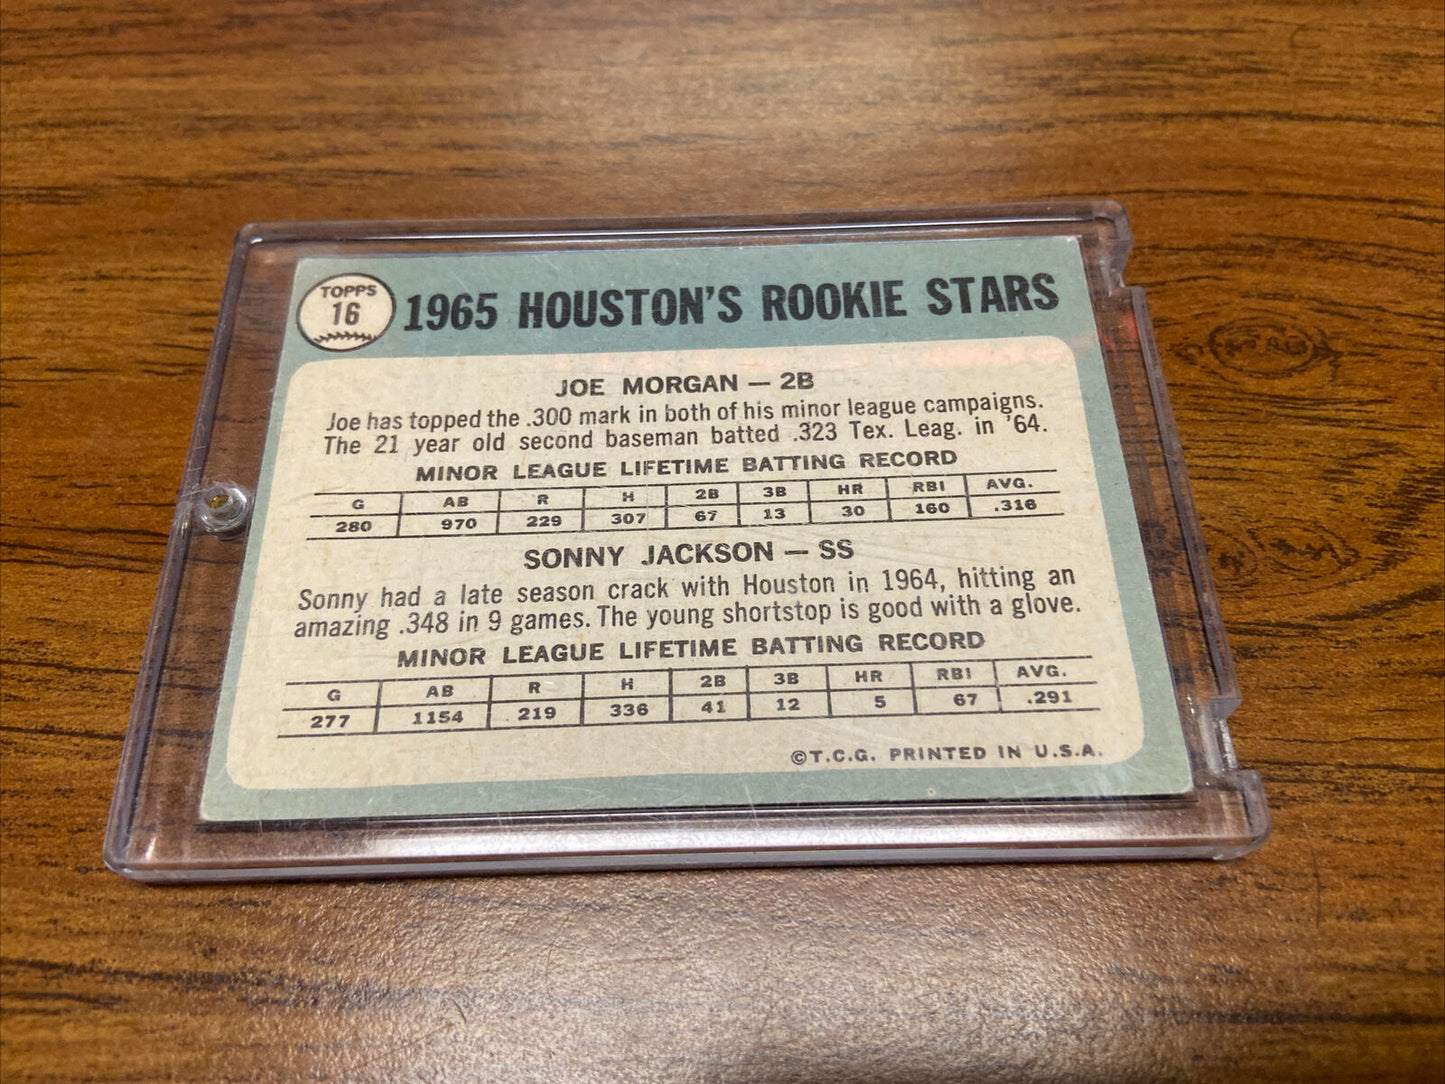 TOPPS
16
1965 HOUSTON'S ROOKIE STARS
JOE MORGAN — 2B
Joe has topped the .300 mark in both of his minor league campaigns.
The 21 year old second baseman batted .323 Tex. Leag. in '64.
MINOR LEAGUE LIFETIME BATTING RECORD
G AB R H 2B 3B HR RBI AVG.
280 970 229 307 67 13 30 160 .316
SONNY JACKSON — SS
Sonny had a late season crack with Houston in 1964, hitting an
amazing .348 in 9 games. The young shortstop is good with a glove.
MINOR LEAGUE LIFETIME BATTING RECORD
G AB R H 2B 3B HR RBI AVG.
277 1154 219 336 41 12 5 67 .291
©T.C.G. PRINTED IN U.S.A.